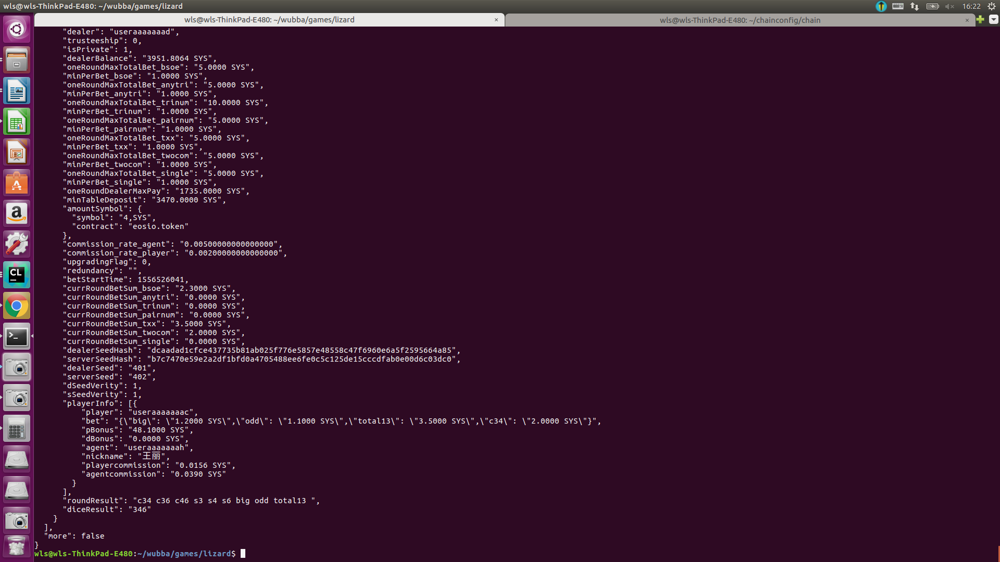 wls@wls-ThinkPad-E480: ~/wubba/games/lizard
16:22
wls@wls-ThinkPad-E480: ~/wubba/games/lizard ×
wls@wls-ThinkPad-E480: ~/chainconfig/chain ×
"dealer": "useraaaaaaad",
"trusteeship": 0,
"isPrivate": 1,
"dealerBalance": "3951.8064 SYS",
"oneRoundMaxTotalBet_bsoe": "5.0000 SYS",
"minPerBet_bsoe": "1.0000 SYS",
"oneRoundMaxTotalBet_anytri": "5.0000 SYS",
"minPerBet_anytri": "1.0000 SYS",
"oneRoundMaxTotalBet_trinum": "10.0000 SYS",
"minPerBet_trinum": "1.0000 SYS",
"oneRoundMaxTotalBet_pairnum": "5.0000 SYS",
"minPerBet_pairnum": "1.0000 SYS",
"oneRoundMaxTotalBet_txx": "5.0000 SYS",
"minPerBet_txx": "1.0000 SYS",
"oneRoundMaxTotalBet_twocom": "5.0000 SYS",
"minPerBet_twocom": "1.0000 SYS",
"oneRoundMaxTotalBet_single": "5.0000 SYS",
"minPerBet_single": "1.0000 SYS",
"oneRoundDealerMaxPay": "1735.0000 SYS",
"minTableDeposit": "3470.0000 SYS",
"amountSymbol": {
"symbol": "4,SYS",
"contract": "eosio.token"
},
"commission_rate_agent": "0.00500000000000000",
"commission_rate_player": "0.00200000000000000",
"upgradingFlag": 0,
"redundancy": "",
"betStartTime": 1556526041,
"currRoundBetSum_bsoe": "2.3000 SYS",
"currRoundBetSum_anytri": "0.0000 SYS",
"currRoundBetSum_trinum": "0.0000 SYS",
"currRoundBetSum_pairnum": "0.0000 SYS",
"currRoundBetSum_txx": "3.5000 SYS",
"currRoundBetSum_twocom": "2.0000 SYS",
"currRoundBetSum_single": "0.0000 SYS",
"dealerSeedHash": "dcaadad1cfce437735b81ab025f776e5857e48558c47f6960e6a5f2595664a85",
"serverSeedHash": "b7c7470e59e2a2df1bfd0a4705488ee6fe0c5c125de15cccdfab0e00d6c03dc0",
"dealerSeed": "401",
"serverSeed": "402",
"dSeedVerity": 1,
"sSeedVerity": 1,
"playerInfo": [{
"player": "useraaaaaaac",
"bet": "{\"big\": \"1.2000 SYS\",\"odd\": \"1.1000 SYS\",\"total13\": \"3.5000 SYS\",\"c34\": \"2.0000 SYS\"}",
"pBonus": "48.1000 SYS",
"dBonus": "0.0000 SYS",
"agent": "useraaaaaaah",
"nickname": "王丽",
"playercommission": "0.0156 SYS",
"agentcommission": "0.0390 SYS"
}
],
"roundResult": "c34 c36 c46 s3 s4 s6 big odd total13 ",
"diceResult": "346"
}
],
"more": false
}
wls@wls-ThinkPad-E480:~/wubba/games/lizard$